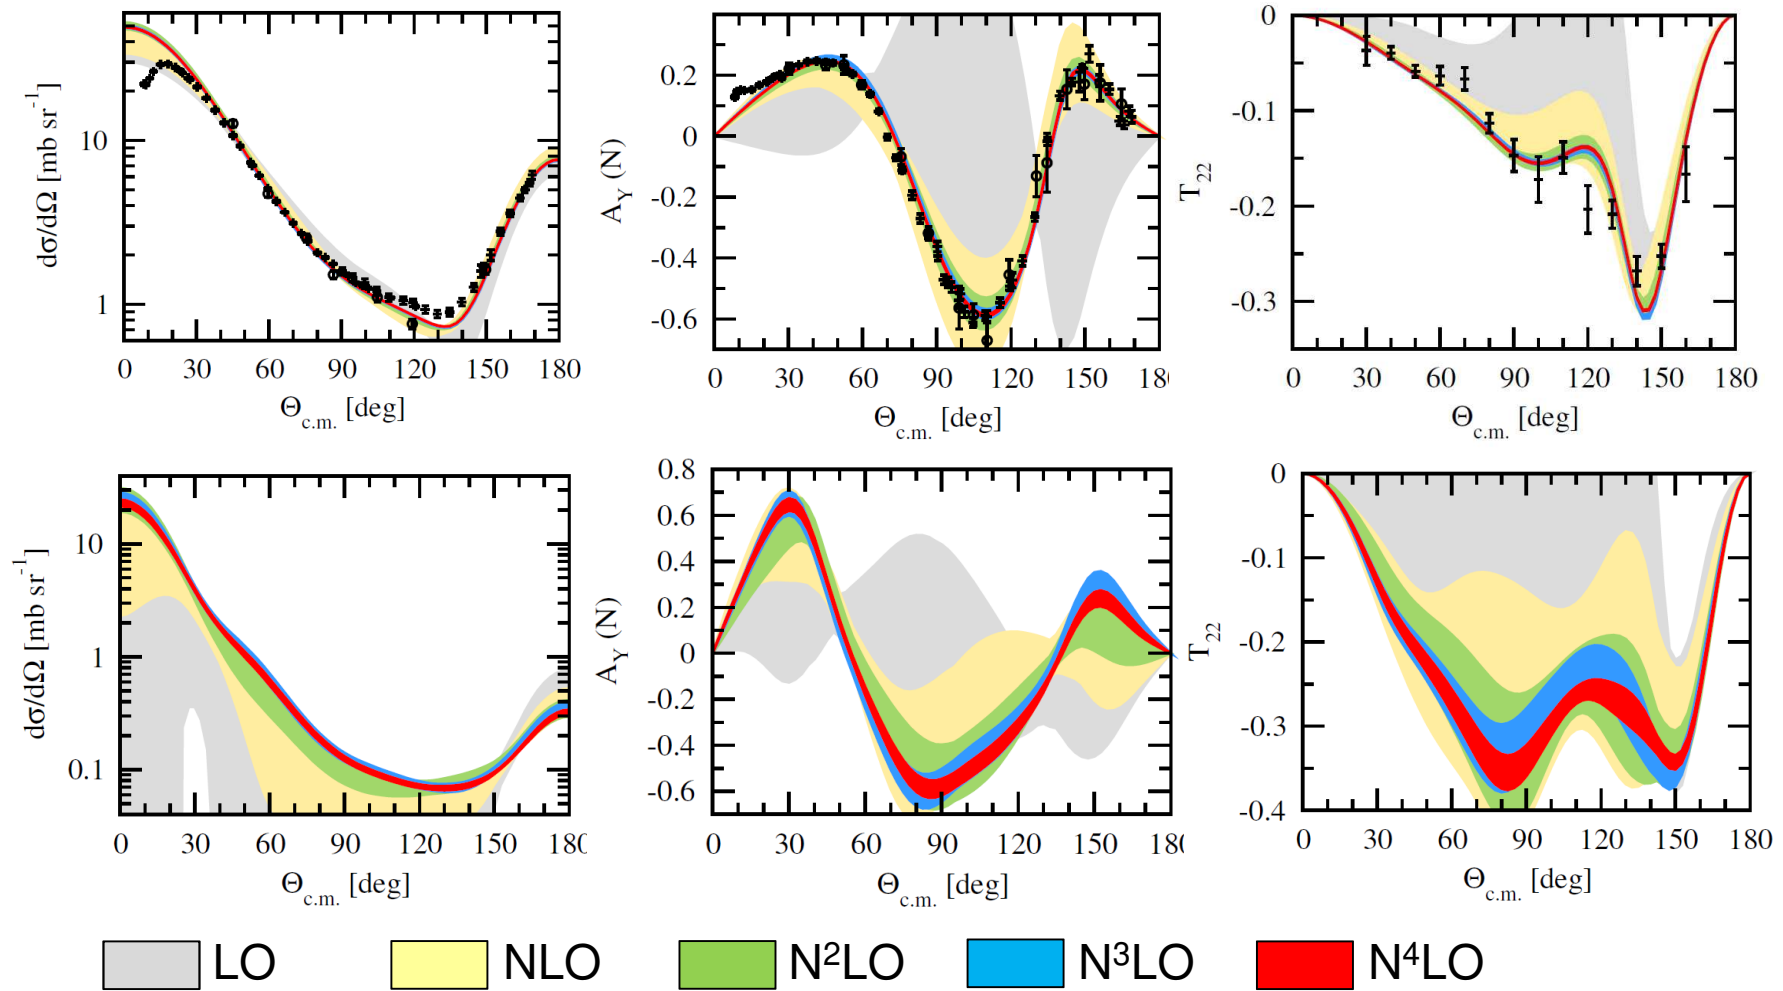 dσ/dΩ [mb sr⁻¹]
10
1
0 30 60 90 120 150 180
Θc.m. [deg]
A_Y (N)
0.2
0
-0.2
-0.4
-0.6
0 30 60 90 120 150 18
Θc.m. [deg]
T₂₂
0
-0.1
-0.2
-0.3
0 30 60 90 120 150 180
Θc.m. [deg]
dσ/dΩ [mb sr⁻¹]
10
1
0.1
0 30 60 90 120 150 180
Θc.m. [deg]
A_Y (N)
0.8
0.6
0.4
0.2
0
-0.2
-0.4
-0.6
0 30 60 90 120 150 180
Θc.m. [deg]
T₂₂
0
-0.1
-0.2
-0.3
-0.4
0 30 60 90 120 150 180
Θc.m. [deg]
LO NLO N²LO N³LO N⁴LO